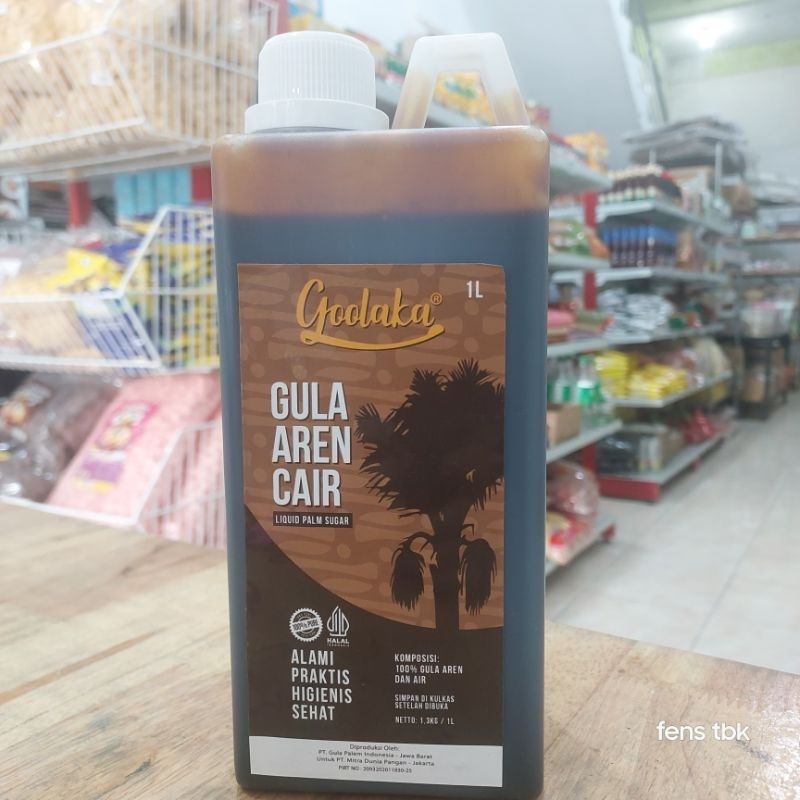 Goolaka®
1L
GULA
AREN
CAIR
LIQUID PALM SUGAR
100% PURE
HALAL
INDONESIA
ALAMI
PRAKTIS
HIGIENIS
SEHAT
KOMPOSISI:
100% GULA AREN
DAN AIR
SIMPAN DI KULKAS
SETELAH DIBUKA
NETTO: 1,3KG / 1L
Diproduksi Oleh:
PT. Gula Palem Indonesia - Jawa Barat
Untuk PT. Mitra Dunia Pangan - Jakarta
fens tbk